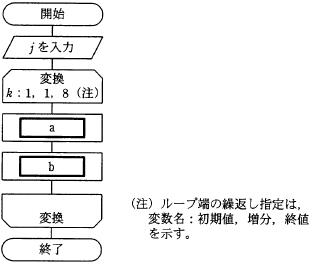 開始
jを入力
変換
k：1，1，8（注）
a
b
変換
終了
（注）ループ端の繰返し指定は，
変数名：初期値，増分，終値
を示す。